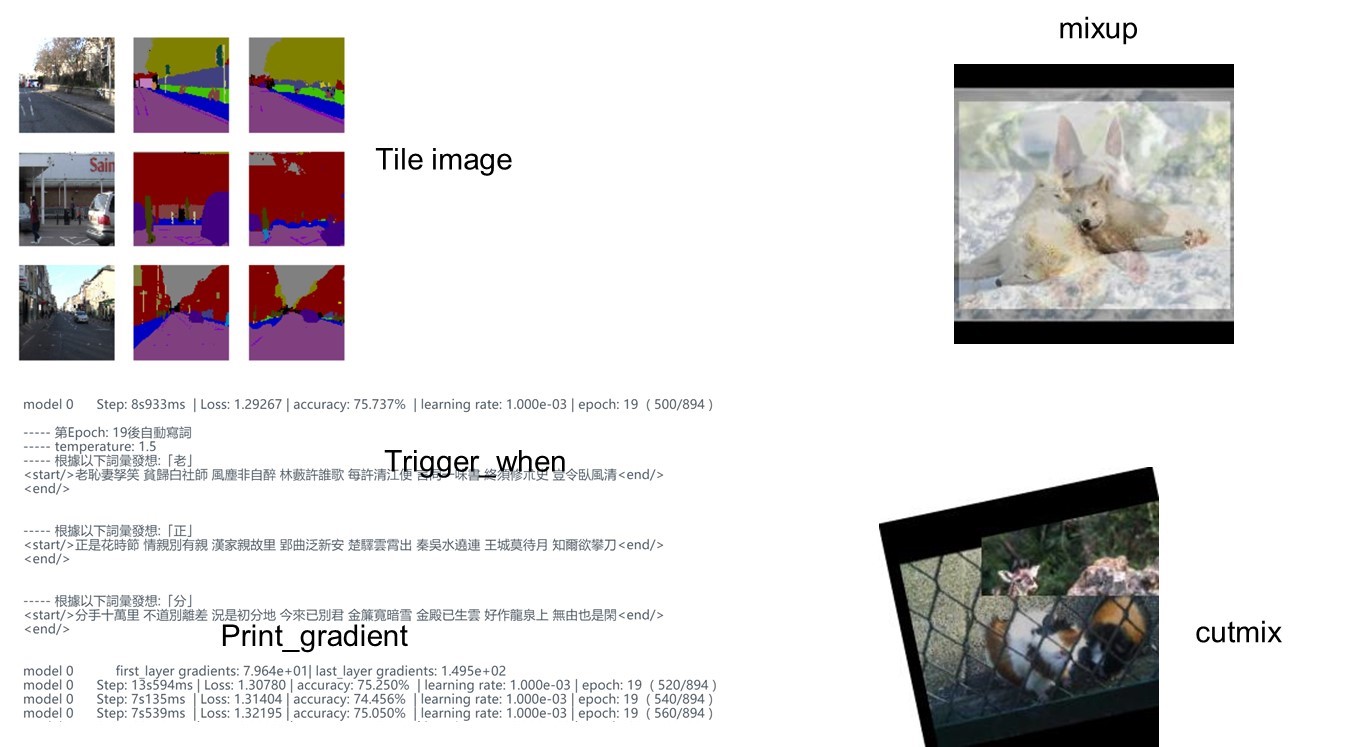 mixup
Sain
Tile image
model 0 Step: 8s933ms | Loss: 1.29267 | accuracy: 75.737% | learning rate: 1.000e-03 | epoch: 19 ( 500/894 )
----- 第Epoch: 19後自動寫詞
----- temperature: 1.5
----- 根據以下詞彙發想:「老」
Trigger_when
<start/>老恥妻孥笑 貧歸白社師 風塵非自醉 林藪許誰歌 每許清江便 終須修 史 豈令臥風清<end/>
<end/>
----- 根據以下詞彙發想:「正」
<start/>正是花時節 情親別有親 漢家親故里 郢曲泛新安 楚驛雲霄出 秦吳水遶連 王城莫待月 知爾欲攀刀<end/>
<end/>
----- 根據以下詞彙發想:「分」
<start/>分手十萬里 不道別離差 況是初分地 今來已別君 金簾寬暗雪 金殿已生雲 好作龍泉上 無由也是閑<end/>
<end/>
Print_gradient
cutmix
model 0 first_layer gradients: 7.964e+01| last_layer gradients: 1.495e+02
model 0 Step: 13s594ms | Loss: 1.30780 | accuracy: 75.250% | learning rate: 1.000e-03 | epoch: 19 ( 520/894 )
model 0 Step: 7s135ms | Loss: 1.31404 | accuracy: 74.456% | learning rate: 1.000e-03 | epoch: 19 ( 540/894 )
model 0 Step: 7s539ms | Loss: 1.32195 | accuracy: 75.050% | learning rate: 1.000e-03 | epoch: 19 ( 560/894 )